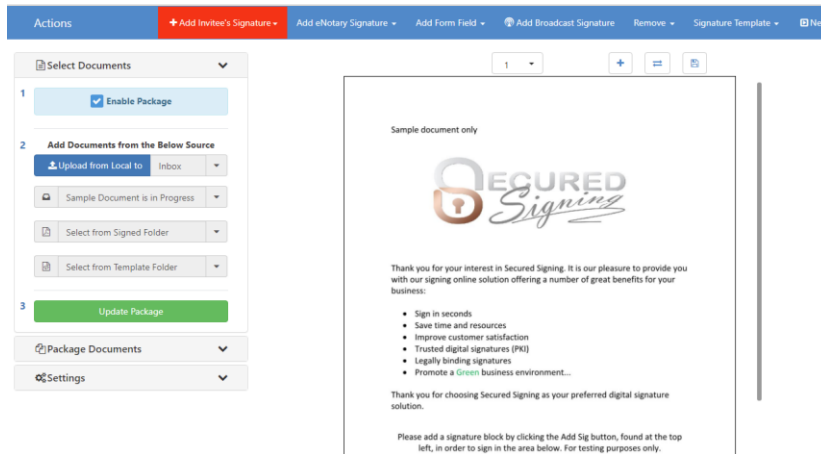 Actions
Add Invitee's Signature
Add eNotary Signature
Add Form Field
Add Broadcast Signature
Remove
Signature Template
Ne
Select Documents
1
Enable Package
2
Add Documents from the Below Source
Upload from Local to
Inbox
Sample Document is in Progress
Select from Signed Folder
Select from Template Folder
3
Update Package
Package Documents
Settings
1
Sample document only
SECURED
Signing
Thank you for your interest in Secured Signing. It is our pleasure to provide you
with our signing online solution offering a number of great benefits for your
business:
• Sign in seconds
• Save time and resources
• Improve customer satisfaction
• Trusted digital signatures (PKI)
• Legally binding signatures
• Promote a Green business environment...
Thank you for choosing Secured Signing as your preferred digital signature
solution.
Please add a signature block by clicking the Add Sig button, found at the top
left, in order to sign in the area below. For testing purposes only.